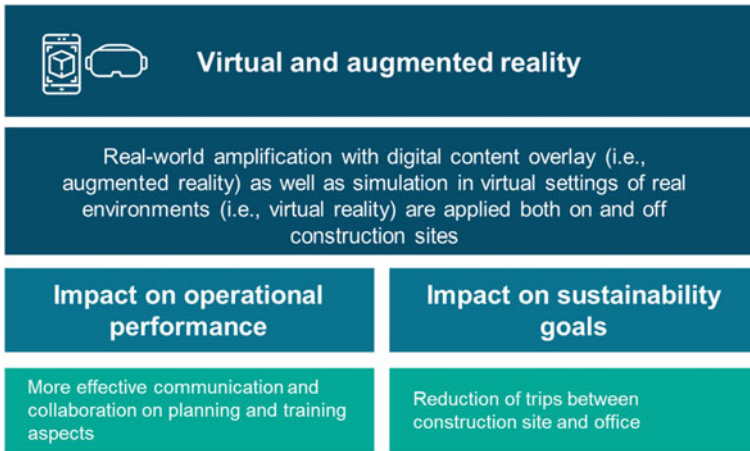 Virtual and augmented reality
Real-world amplification with digital content overlay (i.e.,
augmented reality) as well as simulation in virtual settings of real
environments (i.e., virtual reality) are applied both on and off
construction sites
Impact on operational
performance
Impact on sustainability
goals
More effective communication and
collaboration on planning and training
aspects
Reduction of trips between
construction site and office